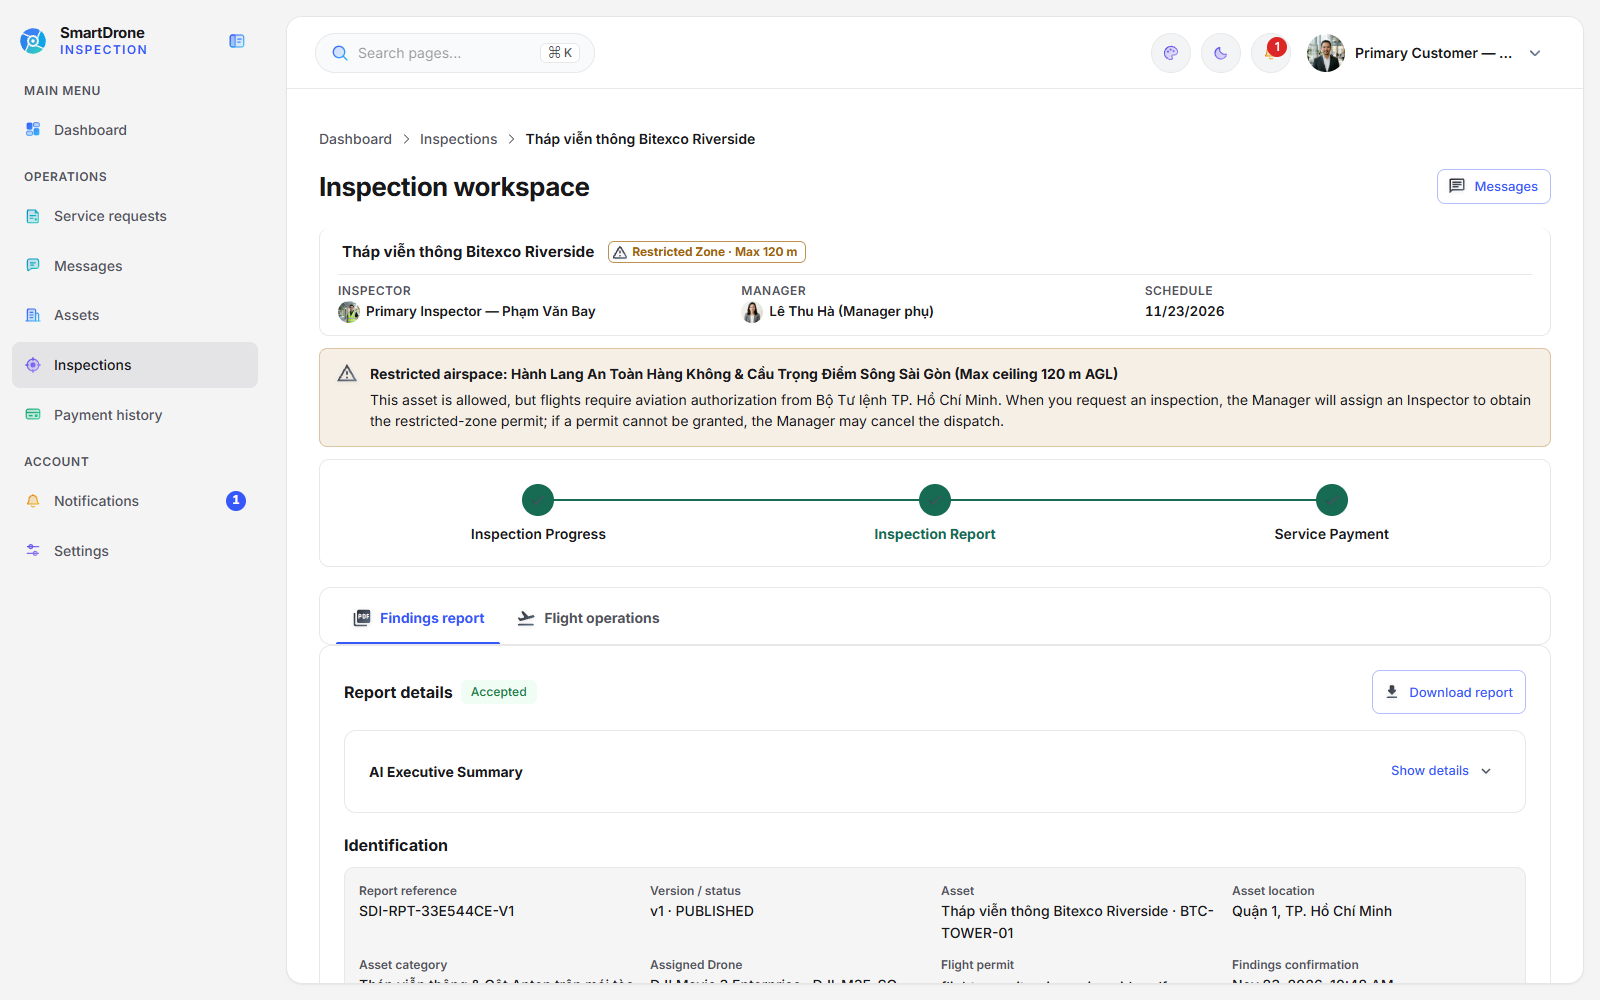 SmartDrone
INSPECTION
MAIN MENU
Dashboard
OPERATIONS
Service requests
Messages
Assets
Inspections
Payment history
ACCOUNT
Notifications
1
Settings
Search pages...
⌘ K
1
Primary Customer — ...
Dashboard
Inspections
Tháp viễn thông Bitexco Riverside
Inspection workspace
Messages
Tháp viễn thông Bitexco Riverside
Restricted Zone · Max 120 m
INSPECTOR
Primary Inspector — Phạm Văn Bay
MANAGER
Lê Thu Hà (Manager phụ)
SCHEDULE
11/23/2026
Restricted airspace: Hành Lang An Toàn Hàng Không & Cầu Trọng Điểm Sông Sài Gòn (Max ceiling 120 m AGL)
This asset is allowed, but flights require aviation authorization from Bộ Tư lệnh TP. Hồ Chí Minh. When you request an inspection, the Manager will assign an Inspector to obtain
the restricted-zone permit; if a permit cannot be granted, the Manager may cancel the dispatch.
Inspection Progress
Inspection Report
Service Payment
PDF
Findings report
Flight operations
Report details
Accepted
Download report
AI Executive Summary
Show details
Identification
Report reference
SDI-RPT-33E544CE-V1
Version / status
v1 · PUBLISHED
Asset
Tháp viễn thông Bitexco Riverside · BTC-
TOWER-01
Asset location
Quận 1, TP. Hồ Chí Minh
Asset category
Assigned Drone
Flight permit
Findings confirmation